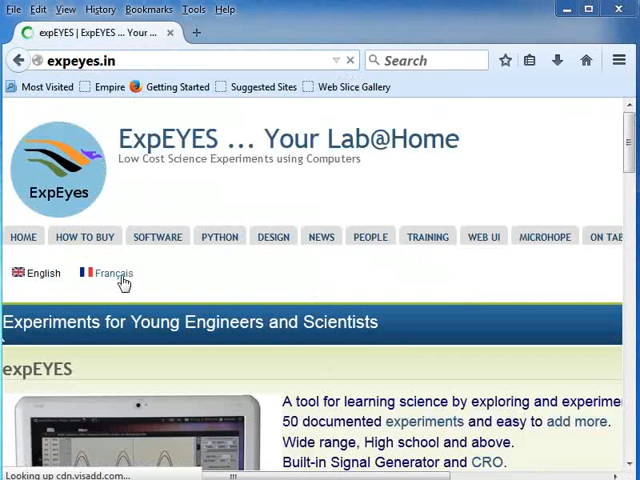 File Edit View History Bookmarks Tools Help
expEYES | ExpEYES ... Your ...
expeyes.in
Search
Most Visited Empire Getting Started Suggested Sites Web Slice Gallery
ExpEYES ... Your Lab@Home
Low Cost Science Experiments using Computers
ExpEyes
HOME HOW TO BUY SOFTWARE PYTHON DESIGN NEWS PEOPLE TRAINING WEB UI MICROHOPE ON TAB
English Français
Experiments for Young Engineers and Scientists
expEYES
A tool for learning science by exploring and experime
50 documented experiments and easy to add more.
Wide range, High school and above.
Built-in Signal Generator and CRO.
Looking up cdn.visadd.com...